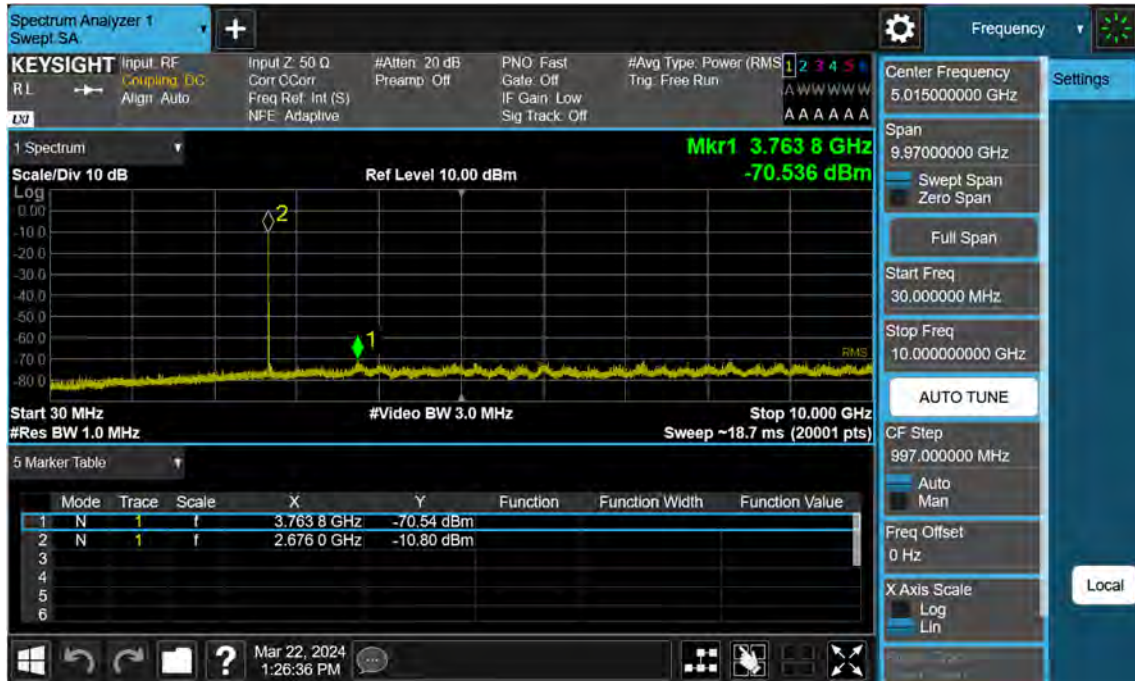 Spectrum Analyzer 1
Swept SA
+
Frequency
KEYSIGHT
RL
LXI
Input: RF
Coupling: DC
Align: Auto
Input Z: 50 Ω
Corr CCorr
Freq Ref: Int (S)
NFE: Adaptive
#Atten: 20 dB
Preamp: Off
PNO: Fast
Gate: Off
IF Gain: Low
Sig Track: Off
#Avg Type: Power (RMS
Trig: Free Run
1 2 3 4 5 6
A W W W W W
A A A A A A
1 Spectrum
Scale/Div 10 dB
Ref Level 10.00 dBm
Mkr1 3.763 8 GHz
-70.536 dBm
Log
0.00
-10.0
-20.0
-30.0
-40.0
-50.0
-60.0
-70.0
-80.0
2
1
RMS
Start 30 MHz
#Video BW 3.0 MHz
Stop 10.000 GHz
#Res BW 1.0 MHz
Sweep ~18.7 ms (20001 pts)
5 Marker Table
Mode Trace Scale X Y Function Function Width Function Value
1 N 1 f 3.763 8 GHz -70.54 dBm
2 N 1 f 2.676 0 GHz -10.80 dBm
3
4
5
6
Mar 22, 2024
1:26:36 PM
?
Settings
Center Frequency
5.015000000 GHz
Span
9.97000000 GHz
Swept Span
Zero Span
Full Span
Start Freq
30.000000 MHz
Stop Freq
10.000000000 GHz
AUTO TUNE
CF Step
997.000000 MHz
Auto
Man
Freq Offset
0 Hz
X Axis Scale
Log
Lin
Local